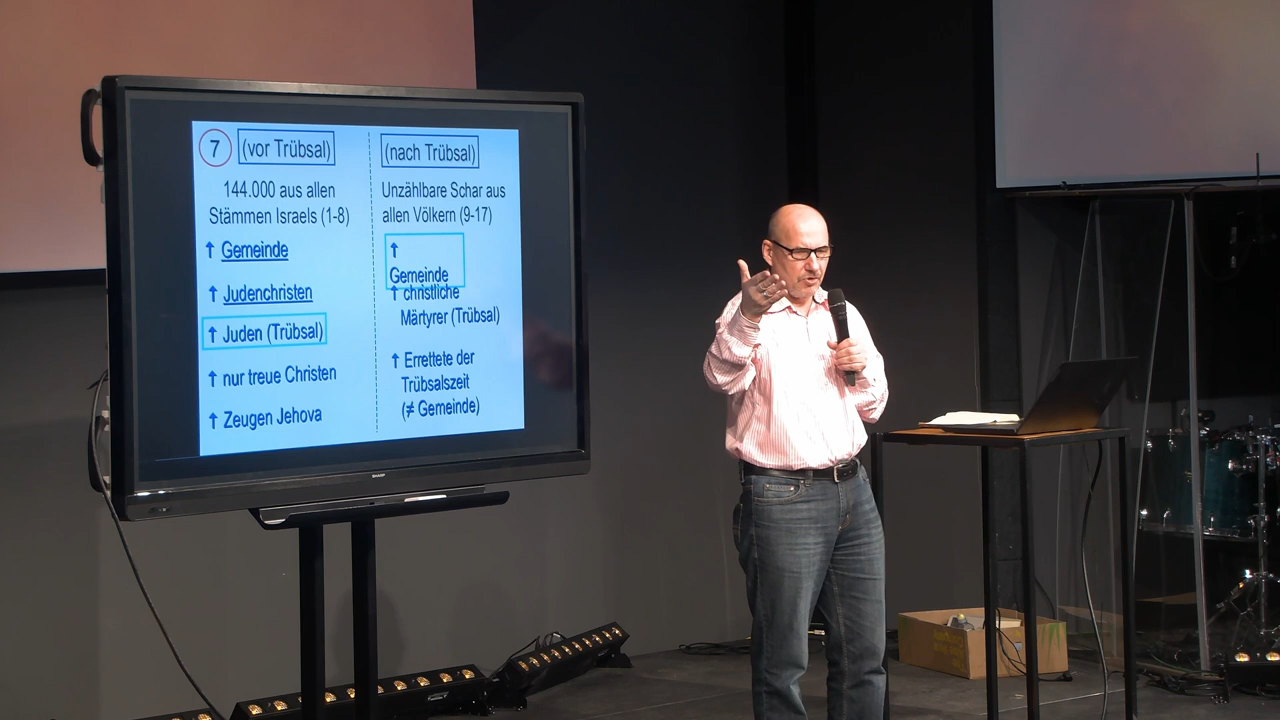 7 (vor Trübsal)
144.000 aus allen
Stämmen Israels (1-8)
↑ Gemeinde
↑ Judenchristen
↑ Juden (Trübsal)
↑ nur treue Christen
↑ Zeugen Jehova
(nach Trübsal)
Unzählbare Schar aus
allen Völkern (9-17)
↑
Gemeinde
↑ christliche
Märtyrer (Trübsal)
↑ Errettete der
Trübsalszeit
(≠ Gemeinde)
SHARP